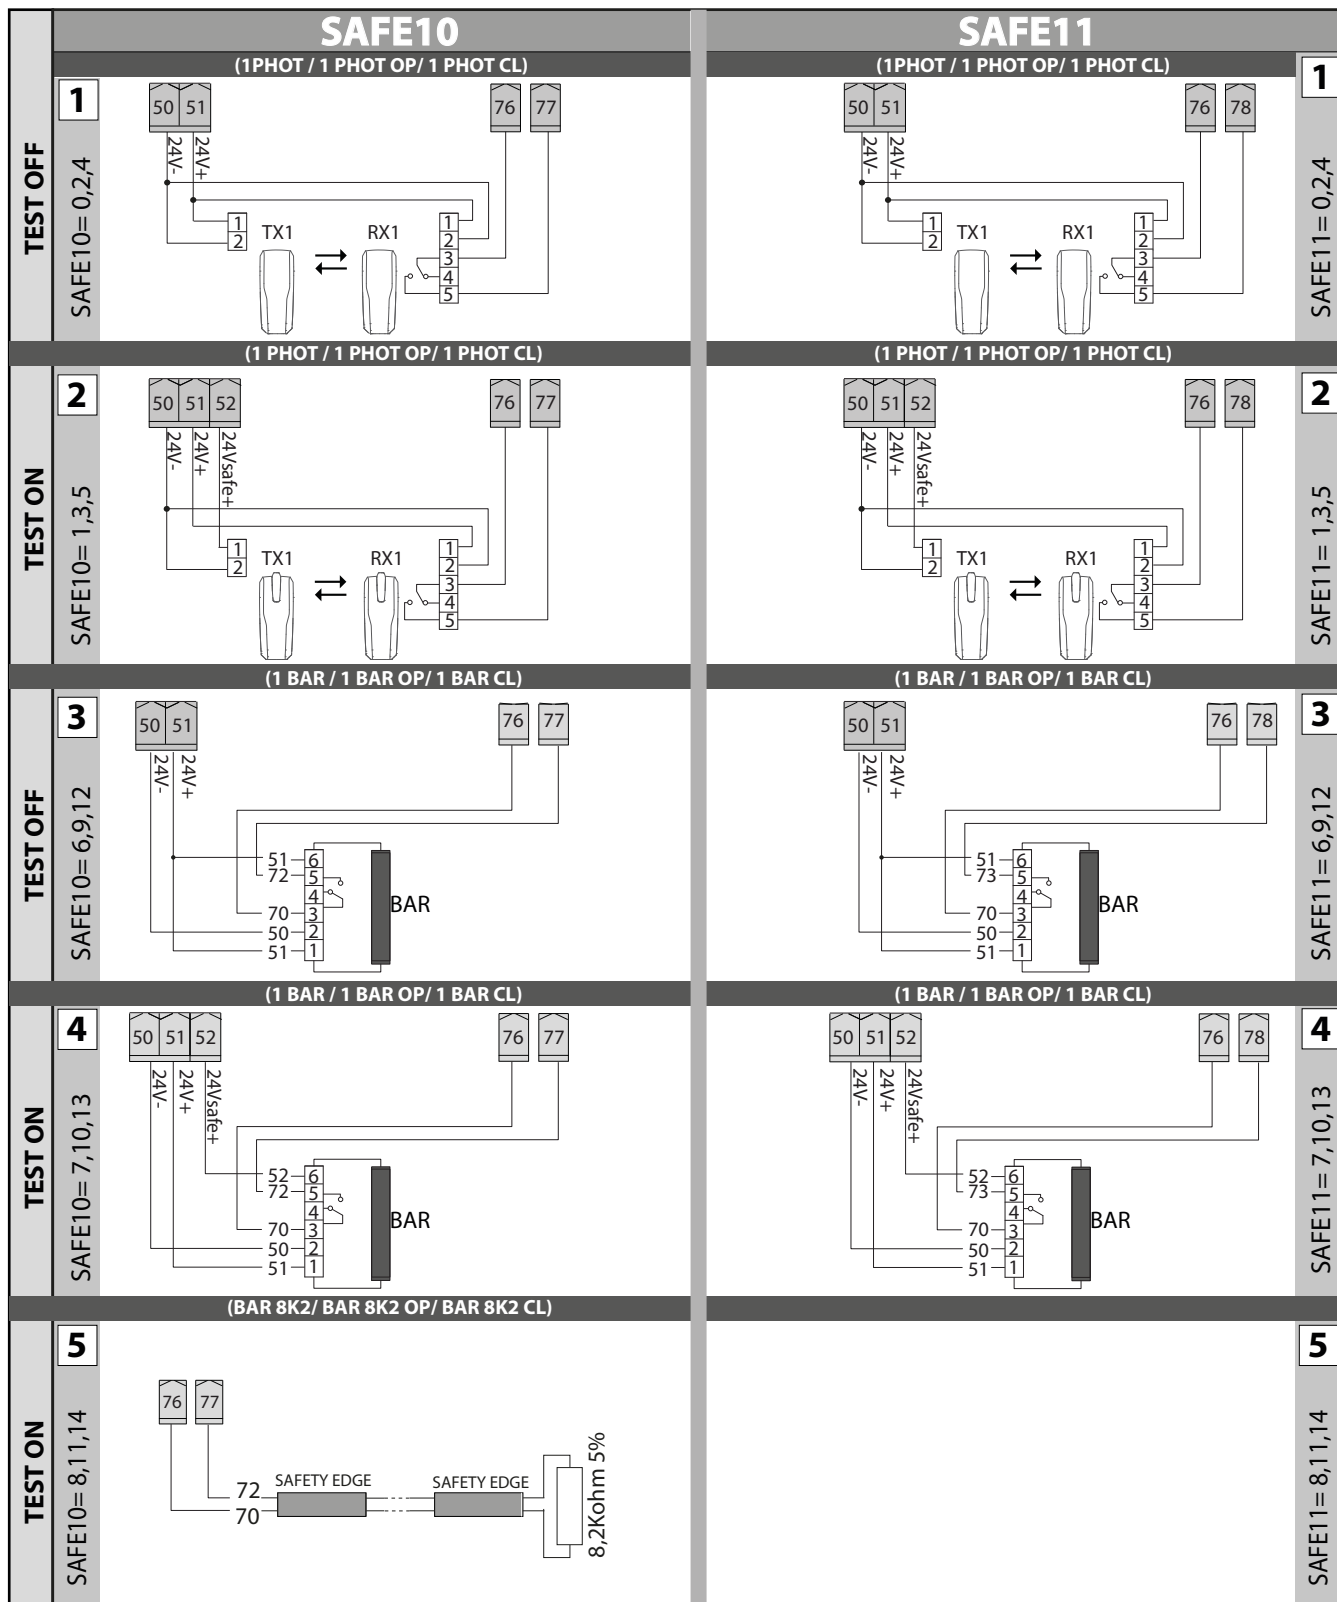 SAFE10
SAFE11
(1PHOT / 1 PHOT OP/ 1 PHOT CL)
(1PHOT / 1 PHOT OP/ 1 PHOT CL)
TEST OFF
1
SAFE10= 0,2,4
50 51
76 77
24V-
24V+
1
2
TX1
RX1
1
2
3
4
5
50 51
76 78
24V-
24V+
1
2
TX1
RX1
1
2
3
4
5
1
SAFE11= 0,2,4
(1 PHOT / 1 PHOT OP/ 1 PHOT CL)
(1 PHOT / 1 PHOT OP/ 1 PHOT CL)
TEST ON
2
SAFE10= 1,3,5
50 51 52
76 77
24V-
24V+
24Vsafe+
1
2
TX1
RX1
1
2
3
4
5
50 51 52
76 78
24V-
24V+
24Vsafe+
1
2
TX1
RX1
1
2
3
4
5
2
SAFE11= 1,3,5
(1 BAR / 1 BAR OP/ 1 BAR CL)
(1 BAR / 1 BAR OP/ 1 BAR CL)
TEST OFF
3
SAFE10= 6,9,12
50 51
76 77
24V-
24V+
51 6
72 5
4
70 3
50 2
51 1
BAR
50 51
76 78
24V-
24V+
51 6
73 5
4
70 3
50 2
51 1
BAR
3
SAFE11= 6,9,12
(1 BAR / 1 BAR OP/ 1 BAR CL)
(1 BAR / 1 BAR OP/ 1 BAR CL)
TEST ON
4
SAFE10= 7,10,13
50 51 52
76 77
24V-
24V+
24Vsafe+
52 6
72 5
4
70 3
50 2
51 1
BAR
50 51 52
76 78
24V-
24V+
24Vsafe+
52 6
73 5
4
70 3
50 2
51 1
BAR
4
SAFE11= 7,10,13
(BAR 8K2/ BAR 8K2 OP/ BAR 8K2 CL)
TEST ON
5
SAFE10= 8,11,14
76 77
72
70
SAFETY EDGE
SAFETY EDGE
8,2Kohm 5%
5
SAFE11= 8,11,14